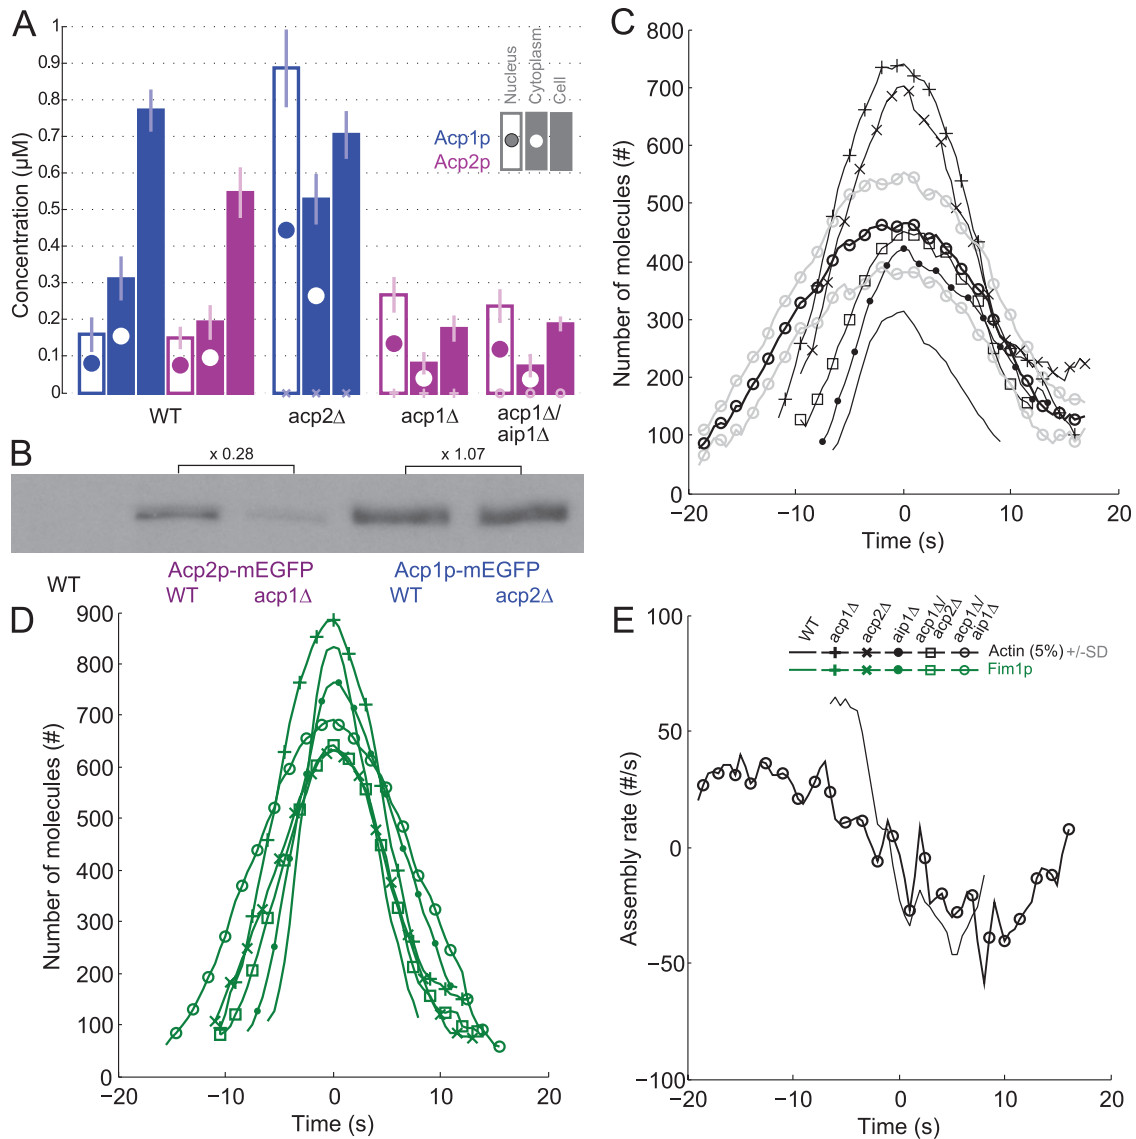 A
Concentration (µM)
1
0.9
0.8
0.7
0.6
0.5
0.4
0.3
0.2
0.1
0
Nucleus
Cytoplasm
Cell
Acp1p
Acp2p
WT
acp2Δ
acp1Δ
acp1Δ/
aip1Δ
B
x 0.28
x 1.07
WT
Acp2p-mEGFP
WT
acp1Δ
Acp1p-mEGFP
WT
acp2Δ
C
Number of molecules (#)
800
700
600
500
400
300
200
100
0
−20
−10
0
10
20
Time (s)
D
Number of molecules (#)
900
800
700
600
500
400
300
200
100
0
−20
−10
0
10
20
Time (s)
E
Assembly rate (#/s)
100
50
0
−50
−100
−20
−10
0
10
20
Time (s)
WT
acp1Δ
acp2Δ
aip1Δ
acp1Δ/
acp2Δ
acp1Δ/
aip1Δ
Actin (5%) +/-SD
Fim1p